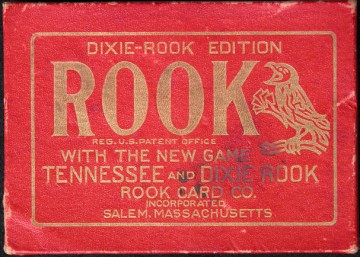 DIXIE-ROOK EDITION
ROOK
REG. U.S. PATENT OFFICE
WITH THE NEW GAME
TENNESSEE AND DIXIE ROOK
ROOK CARD CO.
INCORPORATED
SALEM, MASSACHUSETTS